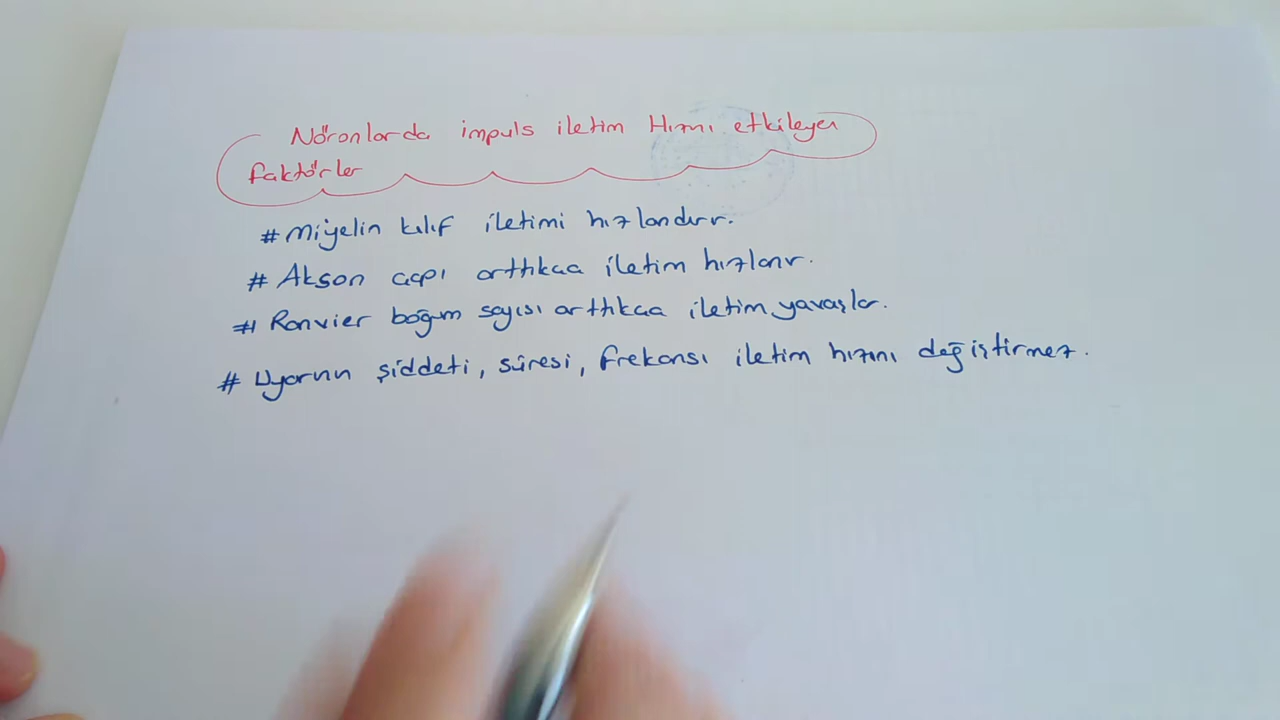 Nöronlarda impuls iletim Hızını etkileyen
faktörler
# Miyelin kılıf iletimi hızlandırır.
# Akson çapı arttıkça iletim hızlanır.
# Ranvier boğum sayısı arttıkça iletim yavaşlar.
# Uyarının şiddeti, süresi, frekansı iletim hızını değiştirmez.